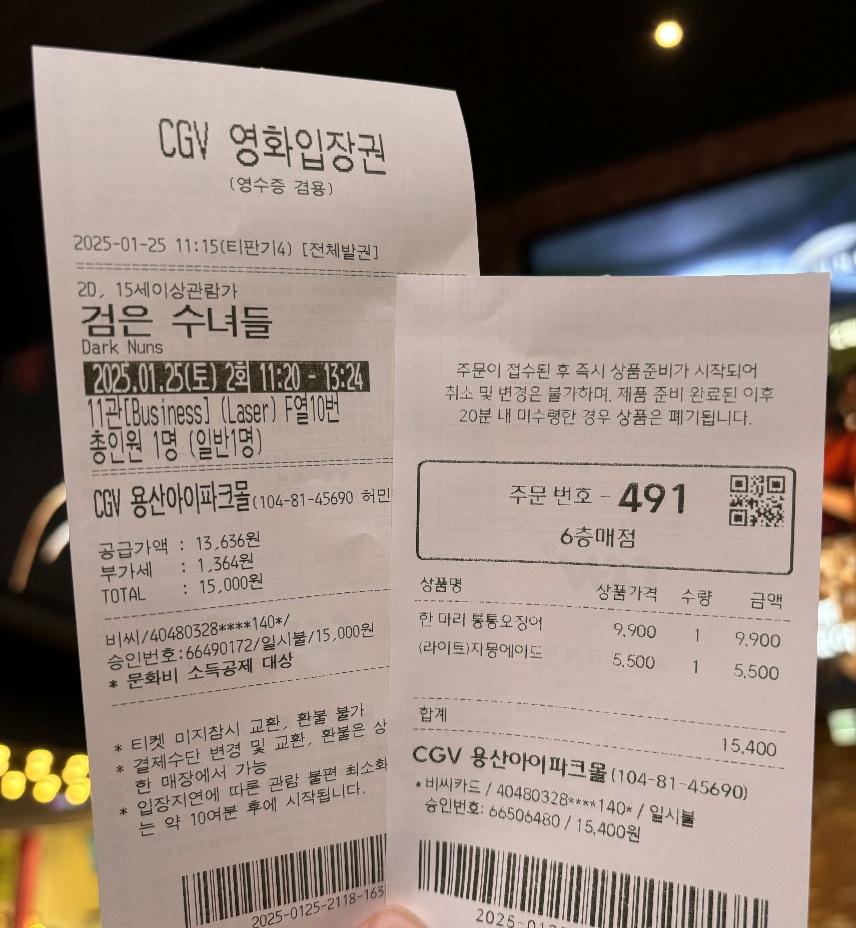 CGV 영화입장권
(영수증 겸용)
2025-01-25 11:15(티판기4) [전체발권]
2D, 15세이상관람가
검은 수녀들
Dark Nuns
2025.01.25(토) 2회 11:20 - 13:24
11관[Business] (Laser) F열10번
총인원 1명 (일반1명)
CGV 용산아이파크몰(104-81-45690 허민
공급가액 : 13,636원
부가세 : 1,364원
TOTAL : 15,000원
비씨/40480328****140*/
승인번호:66490172/일시불/15,000원
* 문화비 소득공제 대상
* 티켓 미지참시 교환, 환불 불가
* 결제수단 변경 및 교환, 환불은 상
한 매장에서 가능
* 입장지연에 따른 관람 불편 최소화
는 약 10여분 후에 시작됩니다.
2025-0125-2118-163
주문이 접수된 후 즉시 상품준비가 시작되어
취소 및 변경은 불가하며, 제품 준비 완료된 이후
20분 내 미수령한 경우 상품은 폐기됩니다.
주문 번호 - 491
6층매점
상품명 상품가격 수량 금액
한 마리 통통오징어 9,900 1 9,900
(라이트)자몽에이드 5,500 1 5,500
합계 15,400
CGV 용산아이파크몰(104-81-45690)
• 비씨카드 / 40480328****140* / 일시불
승인번호: 66506480 / 15,400원